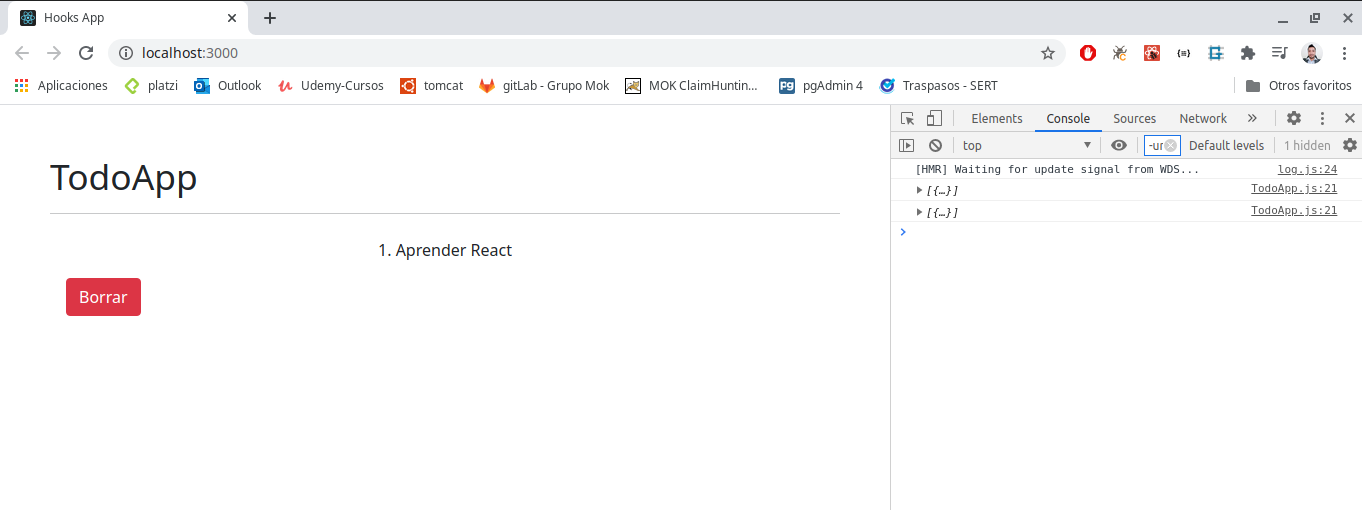 Hooks App
localhost:3000
Aplicaciones platzi Outlook Udemy-Cursos tomcat gitLab - Grupo Mok MOK ClaimHuntin... pgAdmin 4 Traspasos - SERT Otros favoritos
Elements Console Sources Network
top -ur Default levels 1 hidden
[HMR] Waiting for update signal from WDS... log.js:24
[{…}] TodoApp.js:21
[{…}] TodoApp.js:21
TodoApp
1. Aprender React
Borrar